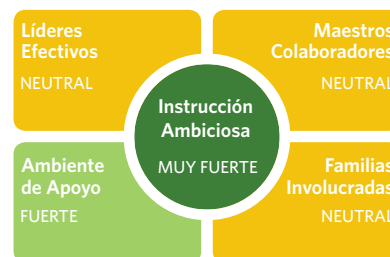 Líderes
Efectivos
NEUTRAL
Maestros
Colaboradores
NEUTRAL
Instrucción
Ambiciosa
MUY FUERTE
Ambiente
de Apoyo
FUERTE
Familias
Involucradas
NEUTRAL